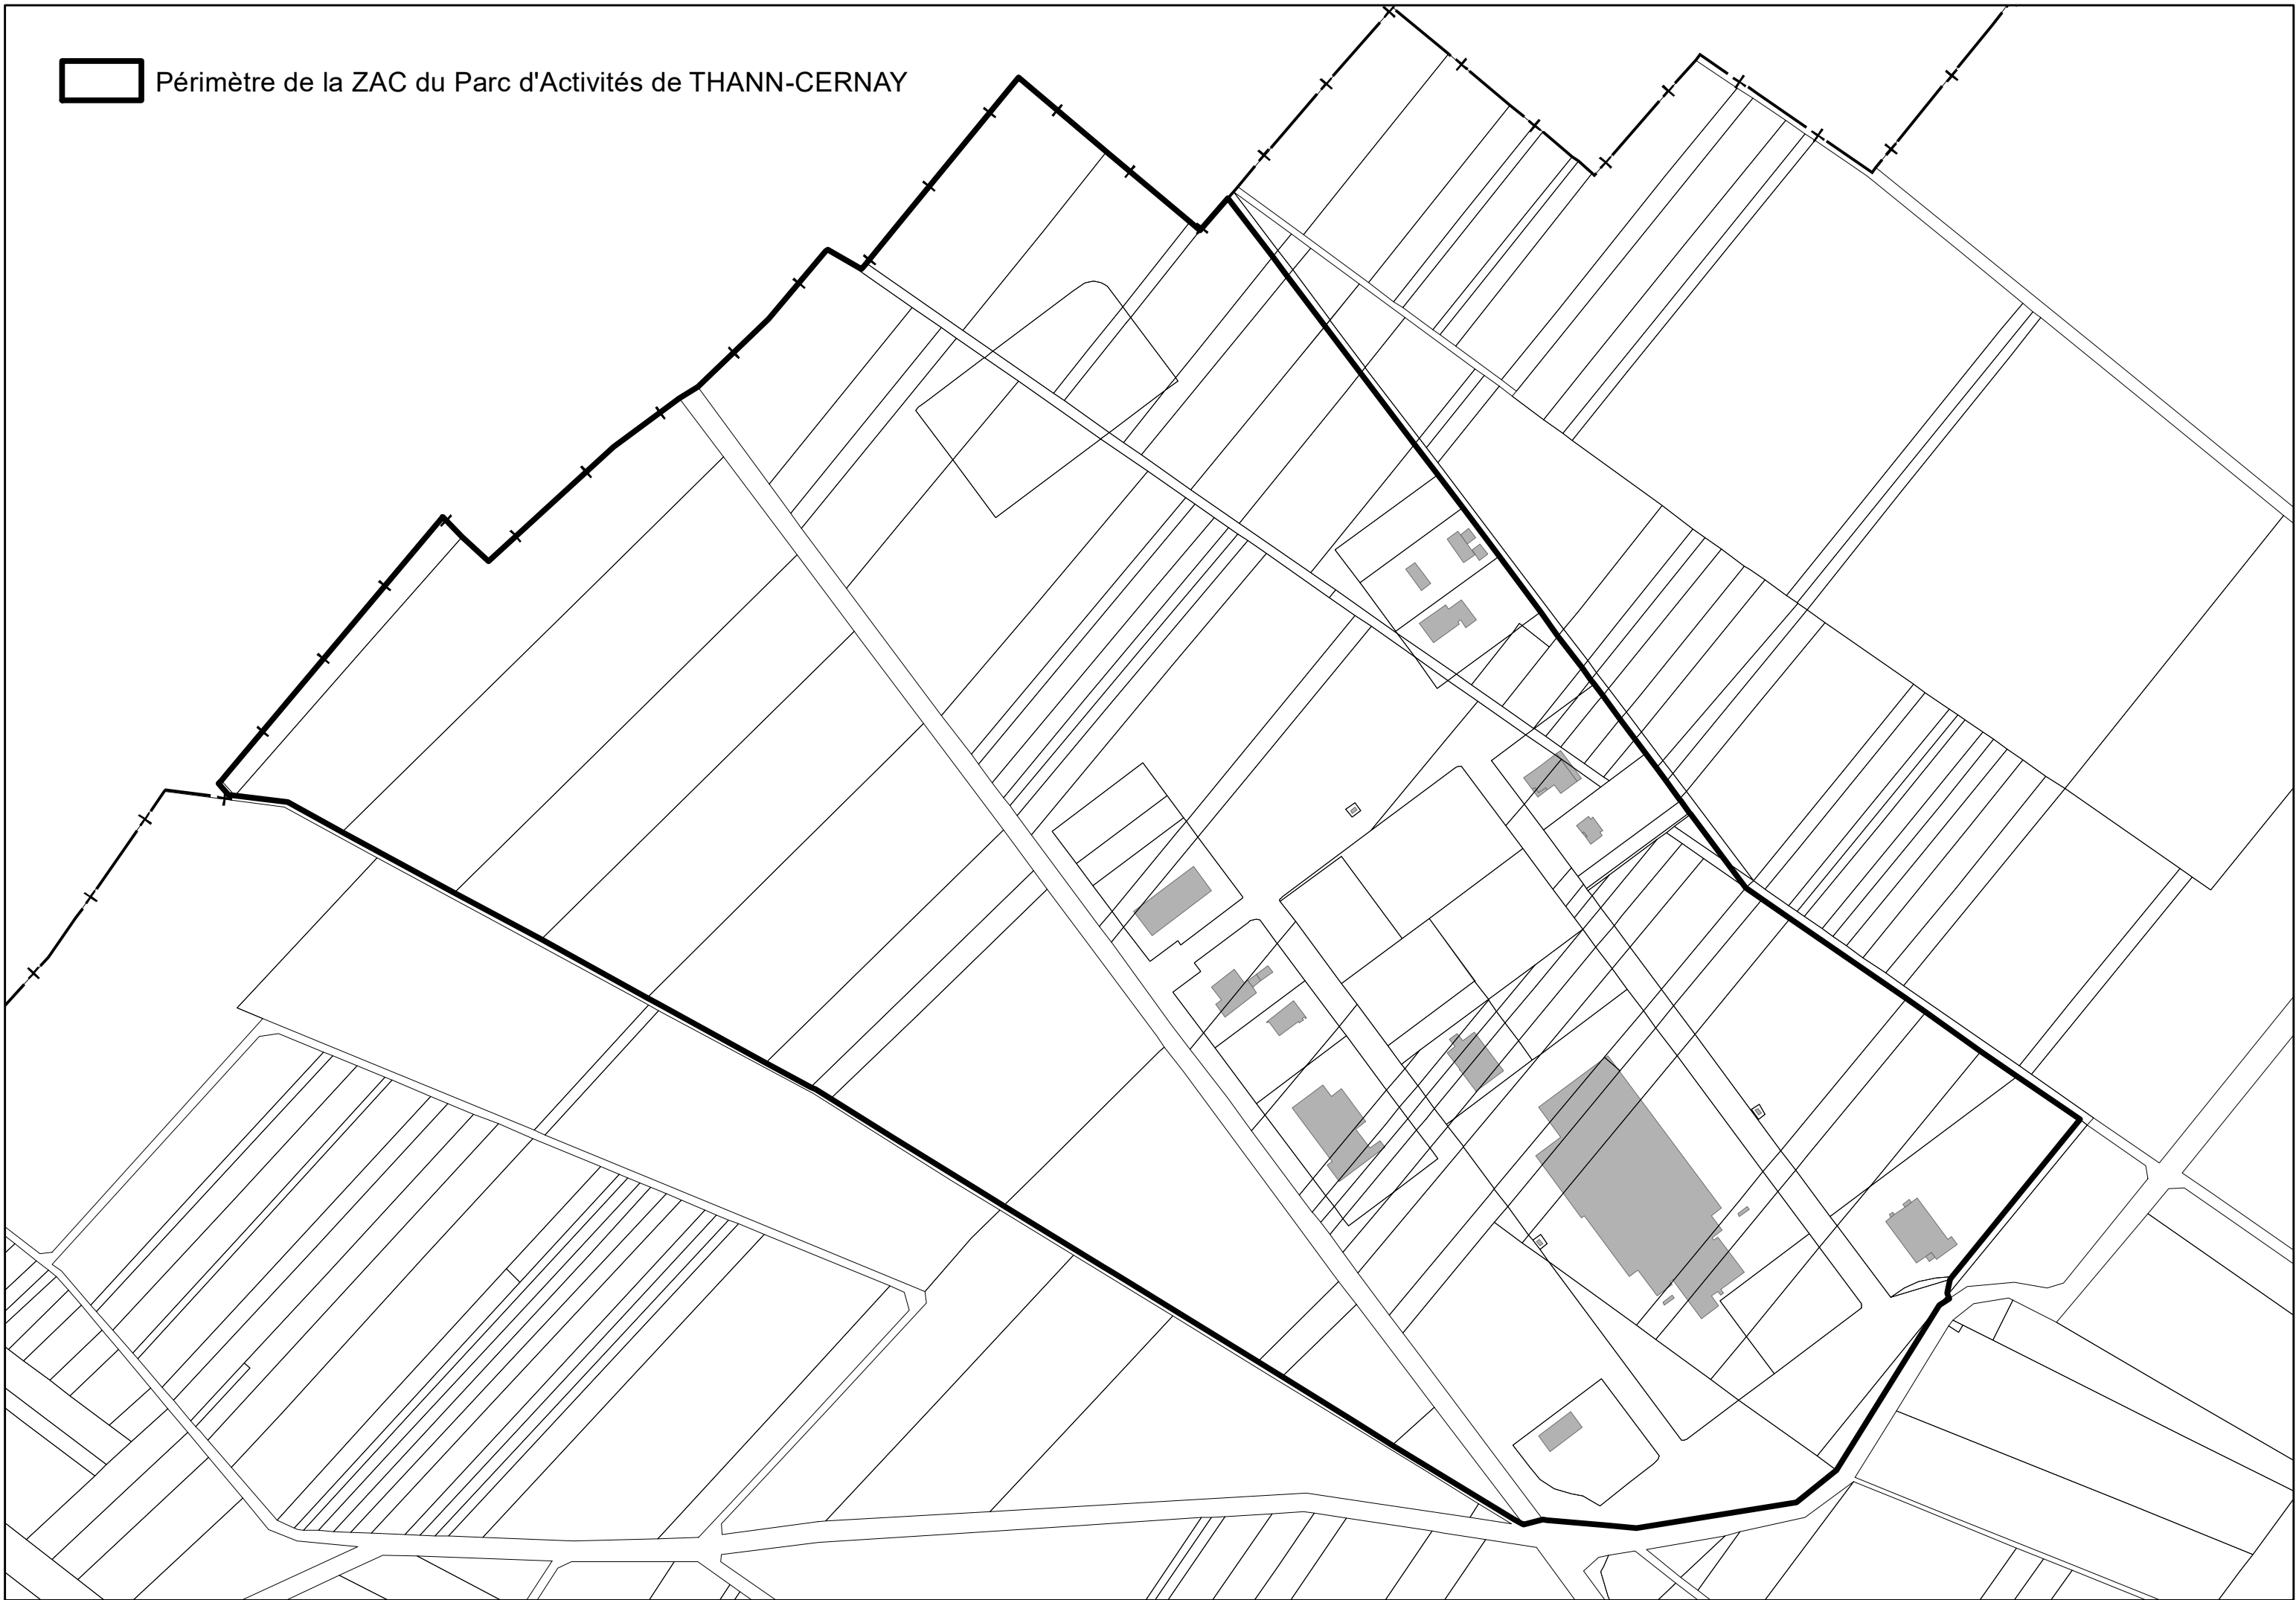 Périmètre de la ZAC du Parc d'Activités de THANN-CERNAY